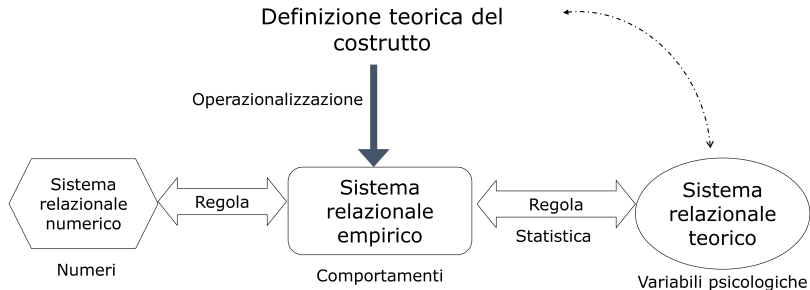 Definizione teorica del
costrutto
Operazionalizzazione
Sistema
relazionale
numerico
Regola
Sistema
relazionale
empirico
Regola
Statistica
Sistema
relazionale
teorico
Numeri
Comportamenti
Variabili psicologiche